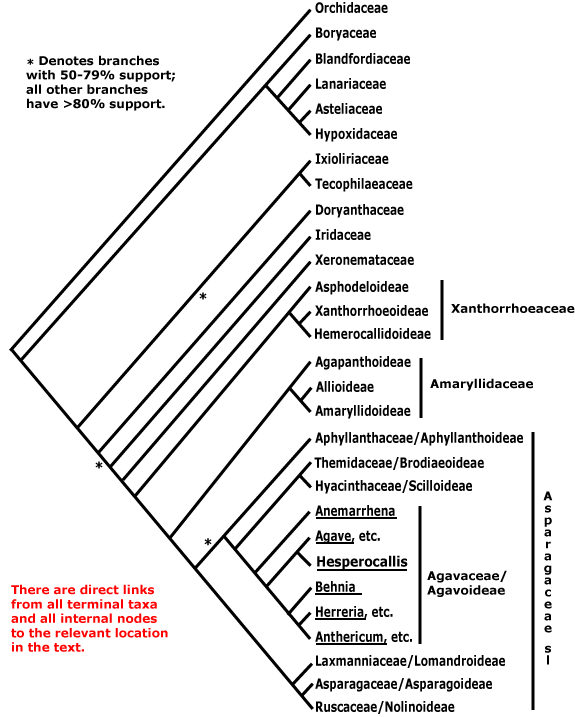 Orchidaceae
Boryaceae
* Denotes branches
with 50-79% support;
all other branches
have >80% support.
Blandfordiaceae
Lanariaceae
Asteliaceae
Hypoxidaceae
Ixioliriaceae
Tecophilaeaceae
Doryanthaceae
Iridaceae
Xeronemataceae
Asphodeloideae
*
Xanthorrhoeoideae
Xanthorrhoeaceae
Hemerocallidoideae
Agapanthoideae
Allioideae
Amaryllidaceae
Amaryllidoideae
Aphyllanthaceae/Aphyllanthoideae
Themidaceae/Brodiaeoideae
*
Hyacinthaceae/Scilloideae
Anemarrhena
Agave, etc.
*
Hesperocallis
Agavaceae/
Agavoideae
Behnia
Herreria, etc.
Anthericum, etc.
Asparagaceae sl
There are direct links
from all terminal taxa
and all internal nodes
to the relevant location
in the text.
Laxmanniaceae/Lomandroideae
Asparagaceae/Asparagoideae
Ruscaceae/Nolinoideae